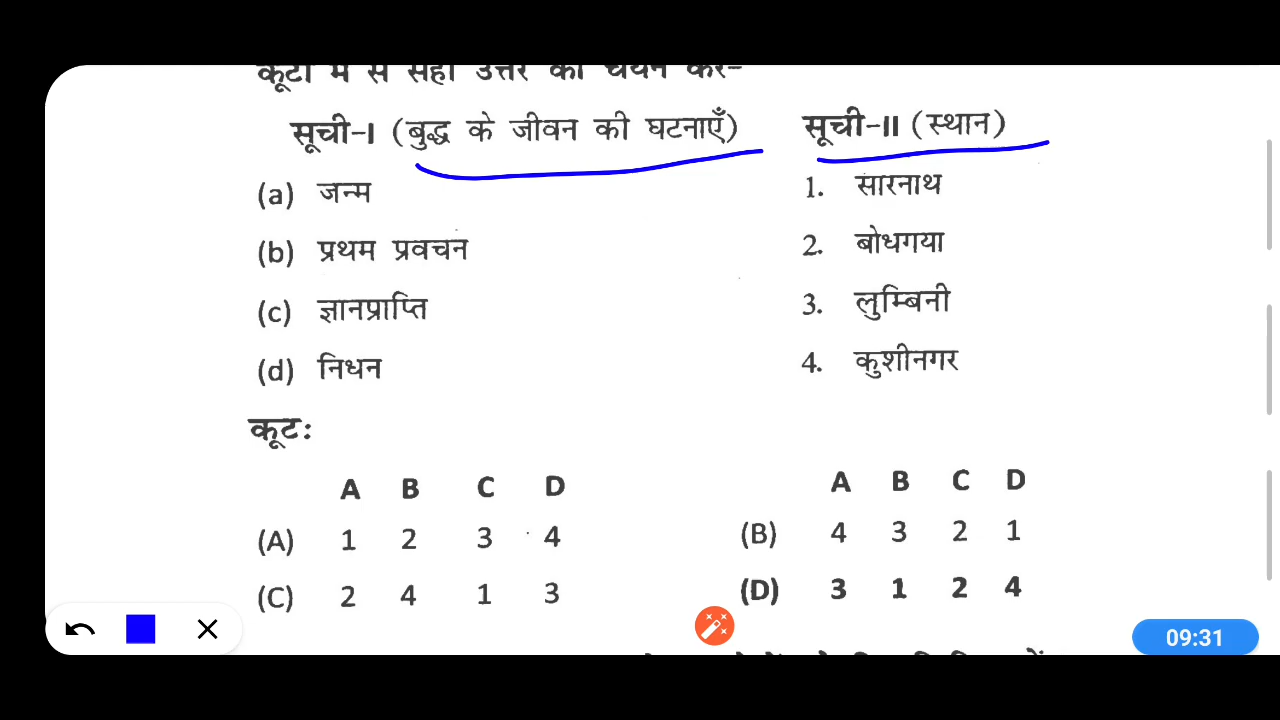 कूटों में से सही उत्तर का चयन करें-
सूची-I (बुद्ध के जीवन की घटनाएँ) सूची-II (स्थान)
(a) जन्म 1. सारनाथ
(b) प्रथम प्रवचन 2. बोधगया
(c) ज्ञानप्राप्ति 3. लुम्बिनी
(d) निधन 4. कुशीनगर
कूट:
A B C D A B C D
(A) 1 2 3 4 (B) 4 3 2 1
(C) 2 4 1 3 (D) 3 1 2 4
09:31